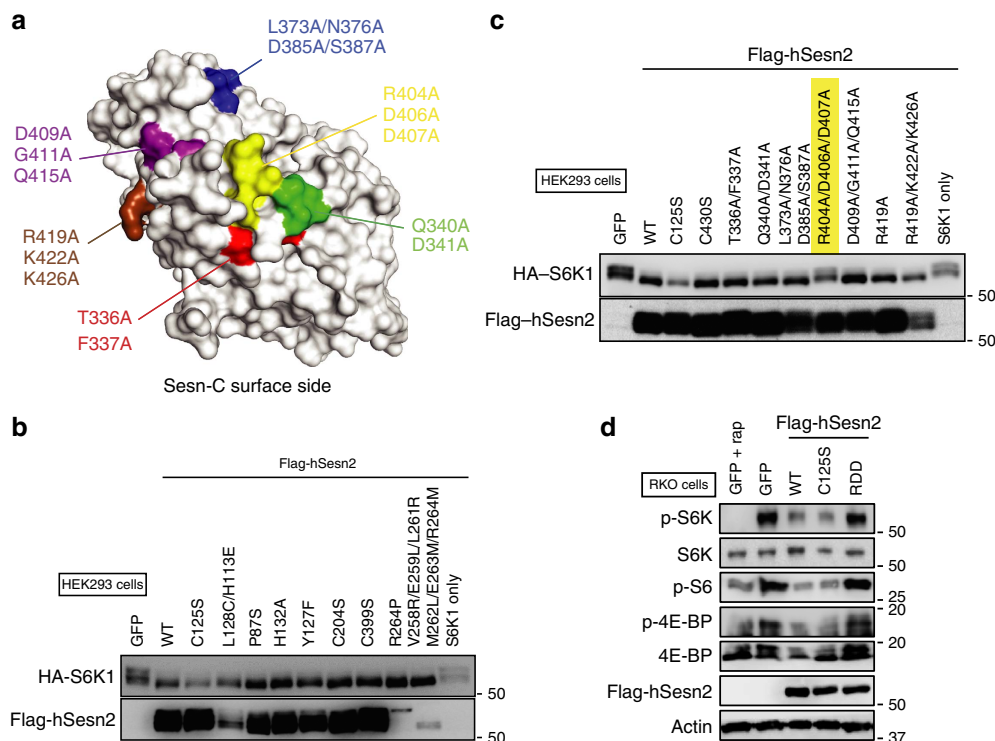 a
L373A/N376A
D385A/S387A
R404A
D406A
D407A
D409A
G411A
Q415A
Q340A
D341A
R419A
K422A
K426A
T336A
F337A
Sesn-C surface side
b
Flag-hSesn2
HEK293 cells
GFP
WT
C125S
L128C/H113E
P87S
H132A
Y127F
C204S
C399S
R264P
V258R/E259L/L261R
M262L/E263M/R264M
S6K1 only
HA-S6K1
- 50
Flag-hSesn2
- 50
c
Flag-hSesn2
HEK293 cells
GFP
WT
C125S
C430S
T336A/F337A
Q340A/D341A
L373A/N376A
D385A/S387A
R404A/D406A/D407A
D409A/G411A/Q415A
R419A
R419A/K422A/K426A
S6K1 only
HA–S6K1
- 50
Flag–hSesn2
- 50
d
Flag-hSesn2
RKO cells
GFP + rap
GFP
WT
C125S
RDD
p-S6K
- 50
S6K
- 50
p-S6
- 25
p-4E-BP
- 20
4E-BP
- 20
Flag-hSesn2
- 50
Actin
- 37